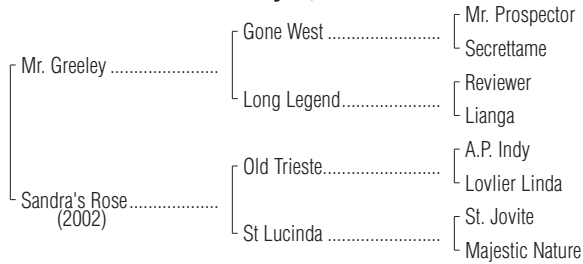 Mr. Prospector
Gone West ......................
Secrettame
Mr. Greeley .....................
Reviewer
Long Legend...................
Lianga
A.P. Indy
Old Trieste.......................
Lovlier Linda
Sandra's Rose.................
(2002)
St. Jovite
St Lucinda ......................
Majestic Nature